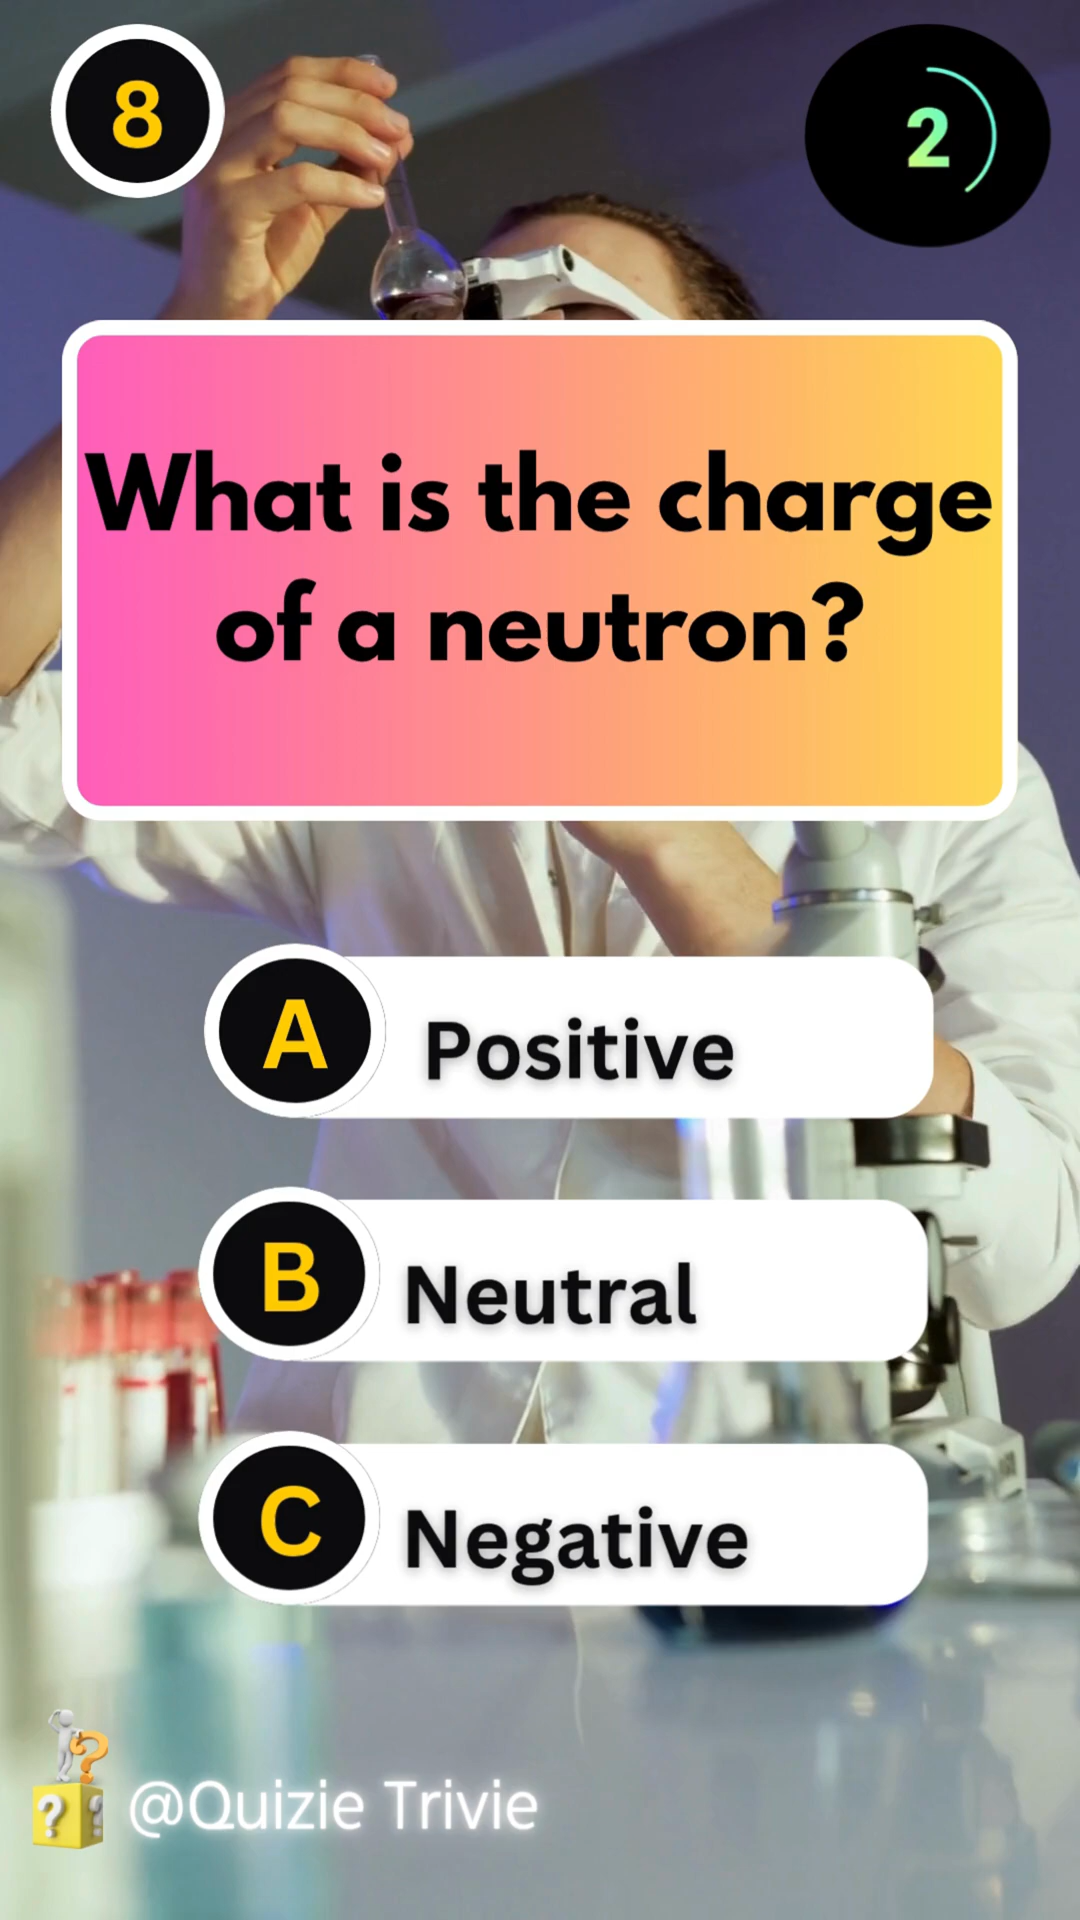 8
2
What is the charge
of a neutron?
A Positive
B Neutral
C Negative
@Quizie Trivie